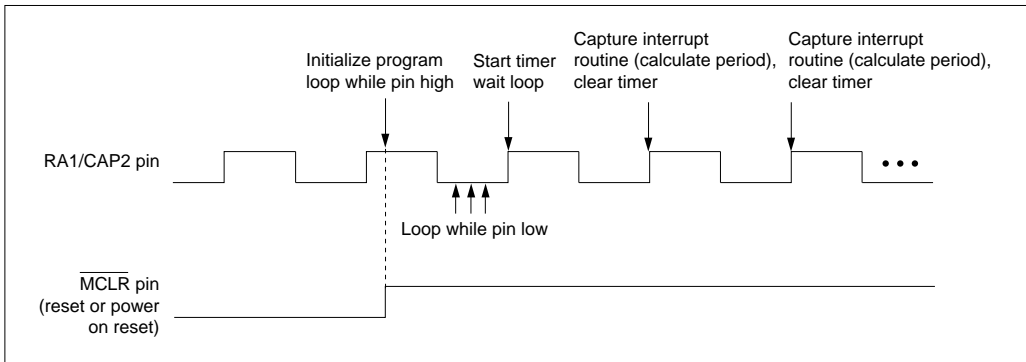 Initialize program
loop while pin high
Start timer
wait loop
Capture interrupt
routine (calculate period),
clear timer
Capture interrupt
routine (calculate period),
clear timer
RA1/CAP2 pin
•••
Loop while pin low
MCLR pin
(reset or power
on reset)